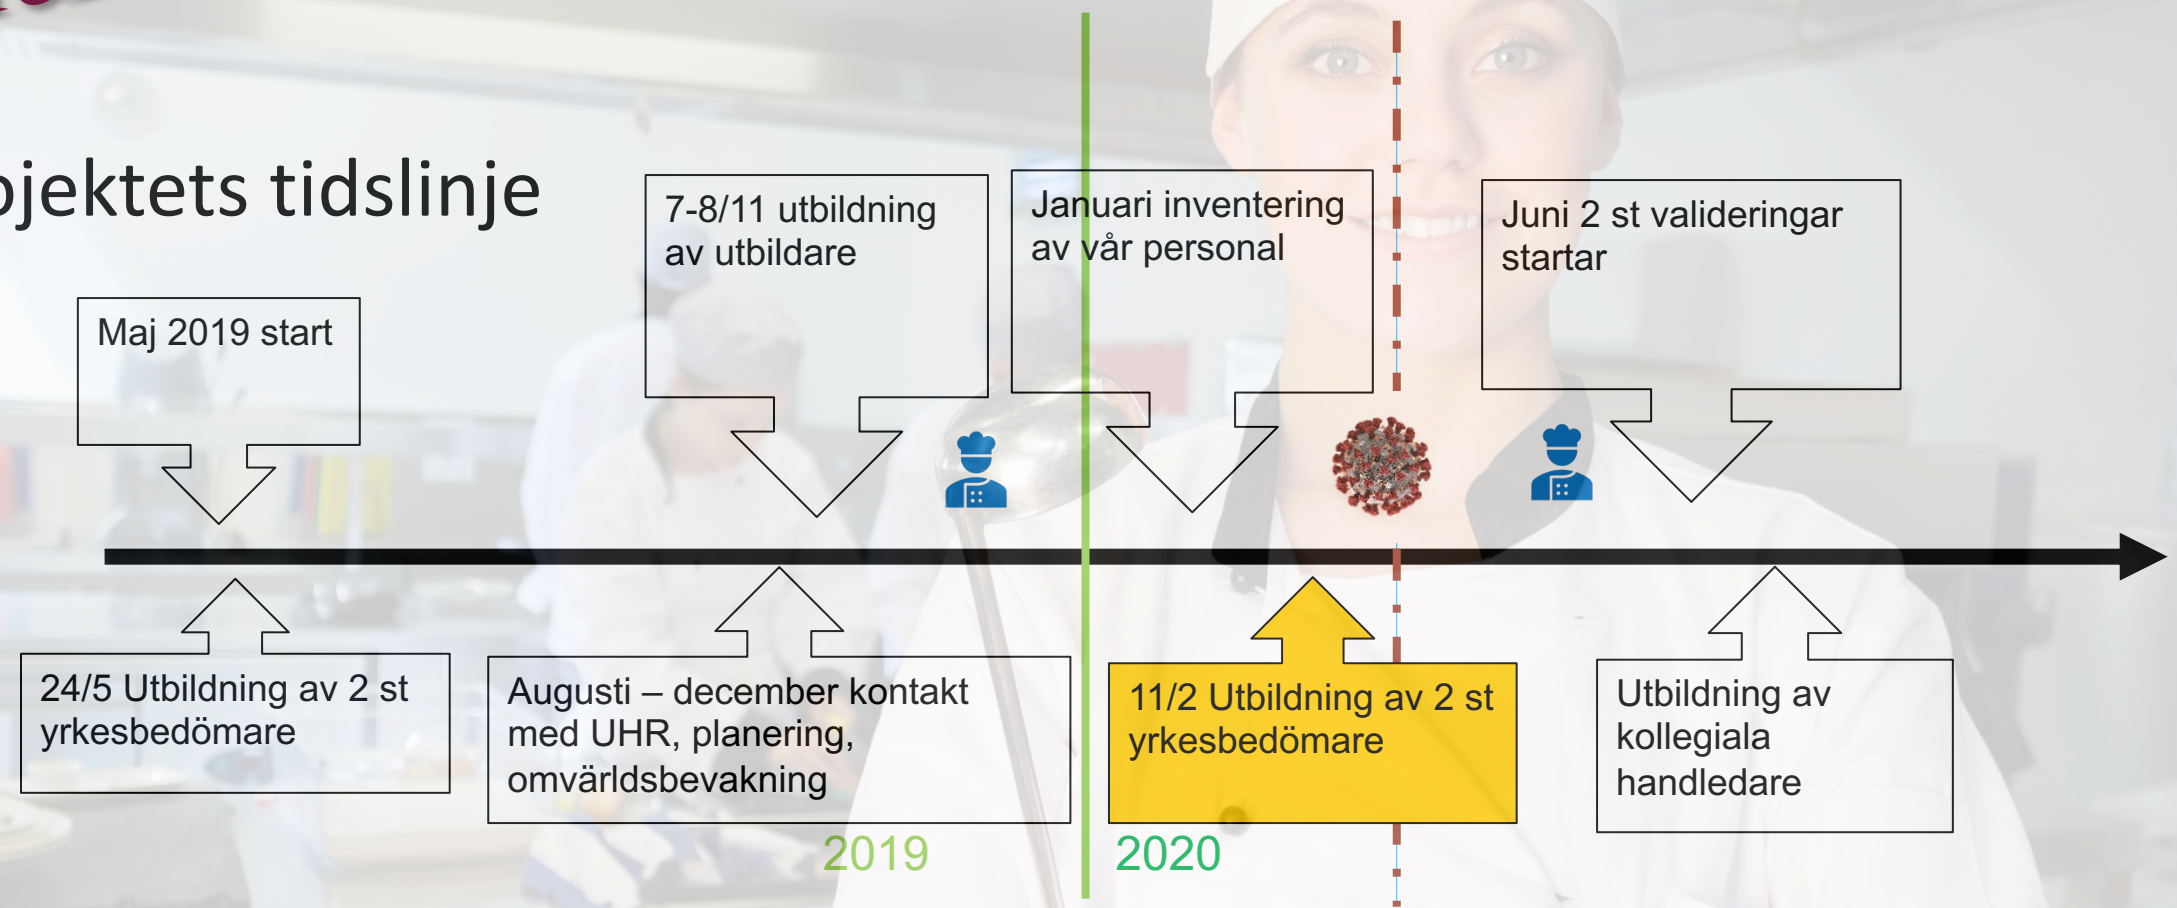 ojektets tidslinje
Maj 2019 start
7-8/11 utbildning
av utbildare
Januari inventering
av vår personal
Juni 2 st valideringar
startar
24/5 Utbildning av 2 st
yrkesbedömare
Augusti – december kontakt
med UHR, planering,
omvärldsbevakning
11/2 Utbildning av 2 st
yrkesbedömare
Utbildning av
kollegiala
handledare
2019
2020